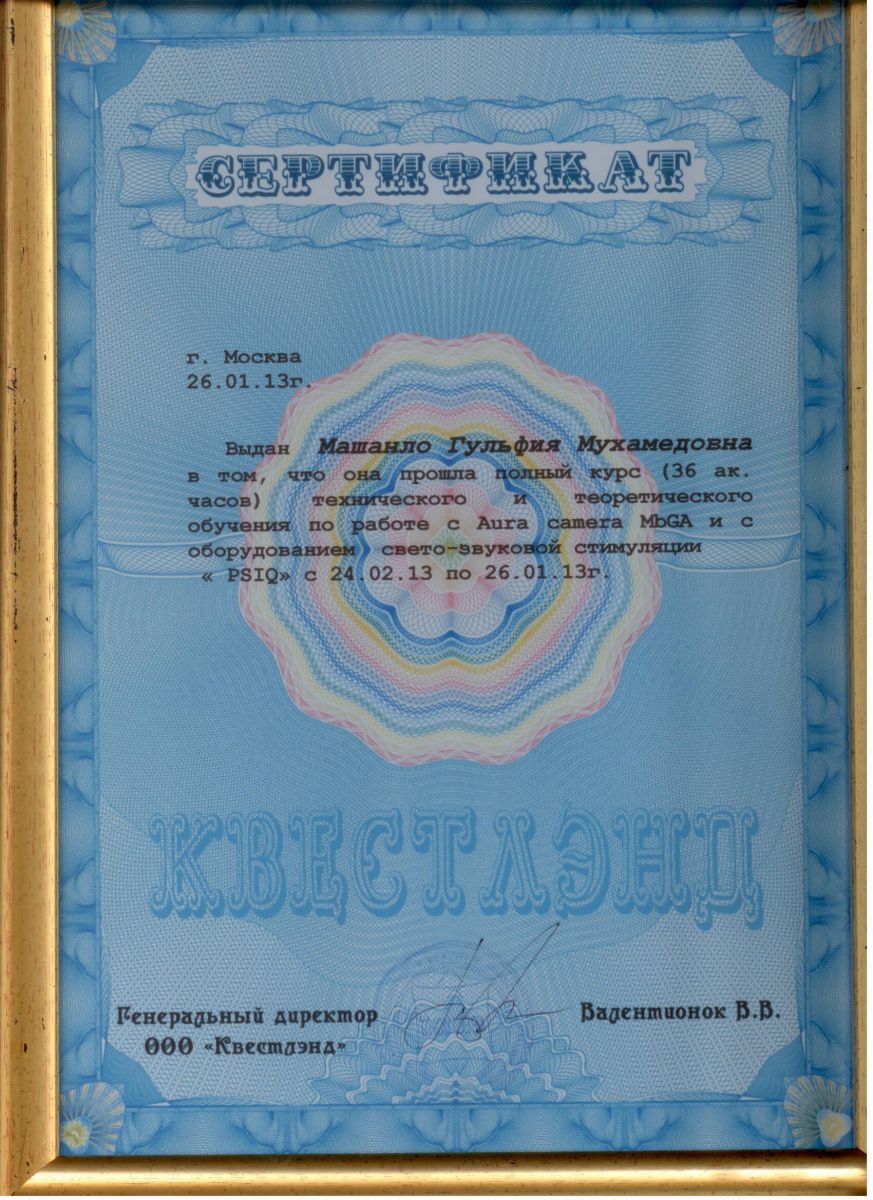 СЕРТИФИКАТ
г. Москва
26.01.13г.
Выдан Машанло Гульфия Мухамедовна
в том, что она прошла полный курс (36 ак.
часов) технического и теоретического
обучения по работе с Aura camera MbGA и с
оборудованием свето-звуковой стимуляции
« PSIQ» с 24.02.13 по 26.01.13г.
КВЕСТЛЭНД
Генеральный директор
ООО «Квестлэнд»
Валентионок В.В.